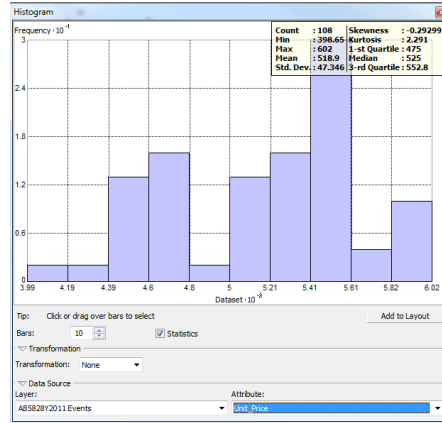 Histogram
Frequency · 10 -1
Count : 108 Skewness : -0.29299
Min : 398.65 Kurtosis : 2.291
Max : 602 1-st Quartile : 475
Mean : 518.9 Median : 525
Std. Dev. : 47.346 3-rd Quartile : 552.8
3
2.4
1.8
1.2
0.6
0
3.99 4.19 4.39 4.6 4.8 5 5.21 5.41 5.61 5.82 6.02
Dataset · 10 -2
Tip: Click or drag over bars to select Add to Layout
Bars: 10 Statistics
Transformation
Transformation: None
Data Source
Layer: Attribute:
AB5828Y2011 Events Unit_Price